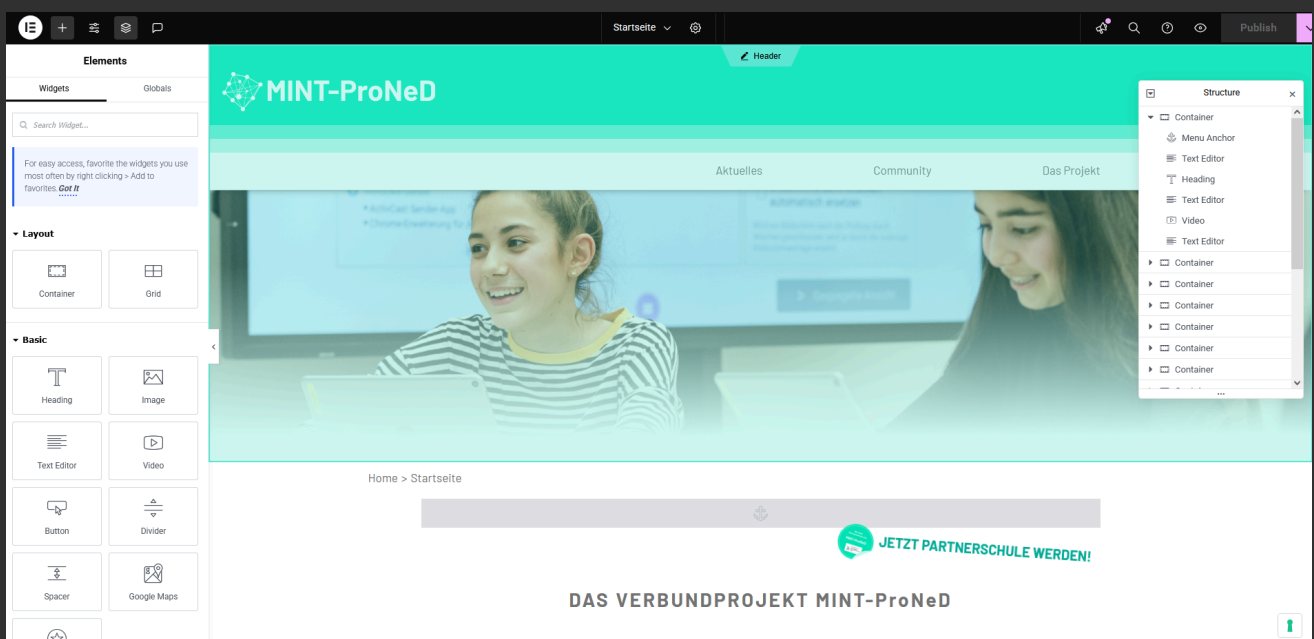 Startseite
Publish
Elements
Widgets
Globals
Search Widget...
For easy access, favorite the widgets you use
most often by right clicking > Add to
favorites. Got It
Layout
Container
Grid
Basic
Heading
Image
Text Editor
Video
Button
Divider
Spacer
Google Maps
Header
MINT-ProNeD
Aktuelles
Community
Das Projekt
automatisch ersetzen
Home > Startseite
JETZT PARTNERSCHULE WERDEN!
DAS VERBUNDPROJEKT MINT-ProNeD
Structure
Container
Menu Anchor
Text Editor
Heading
Text Editor
Video
Text Editor
Container
Container
Container
Container
Container
Container